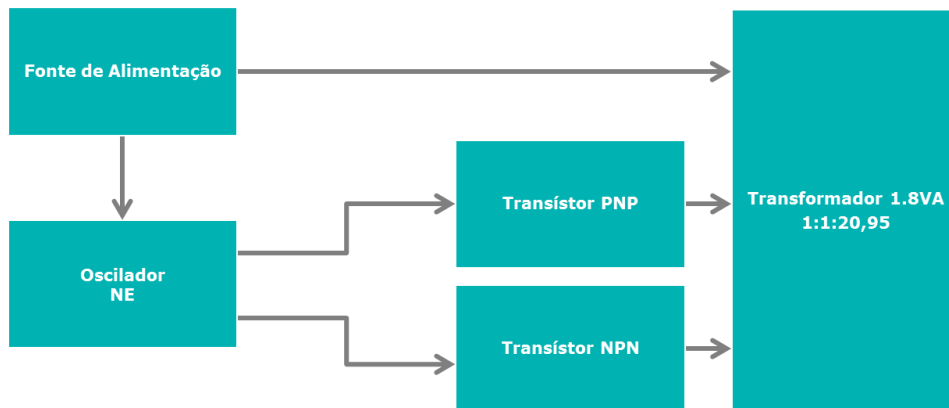 Fonte de Alimentação
Oscilador
NE
Transístor PNP
Transístor NPN
Transformador 1.8VA
1:1:20,95